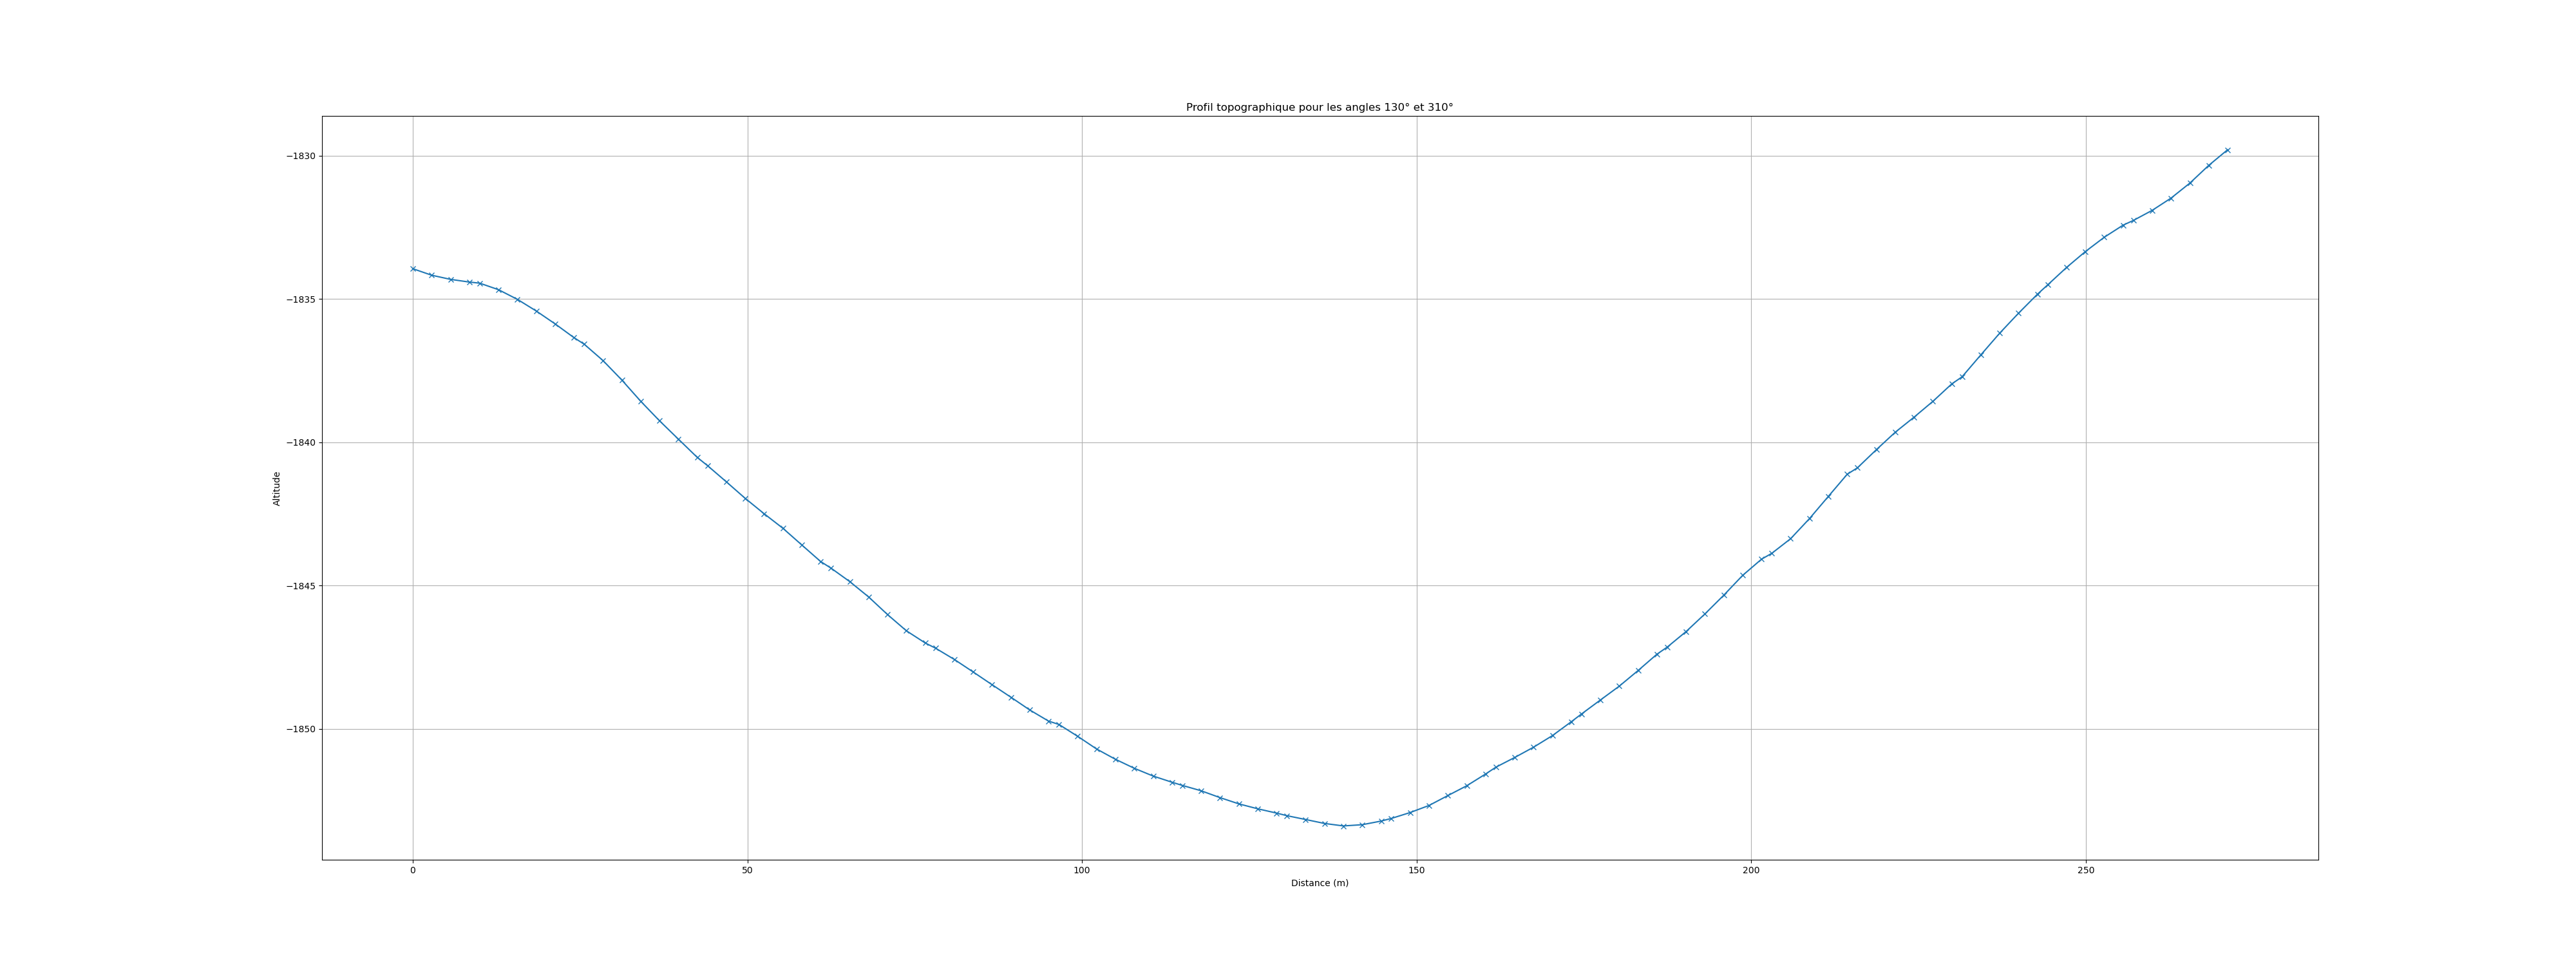 Profil topographique pour les angles 130° et 310°
−1830
−1835
−1840
−1845
−1850
Altitude
0 50 100 150 200 250
Distance (m)